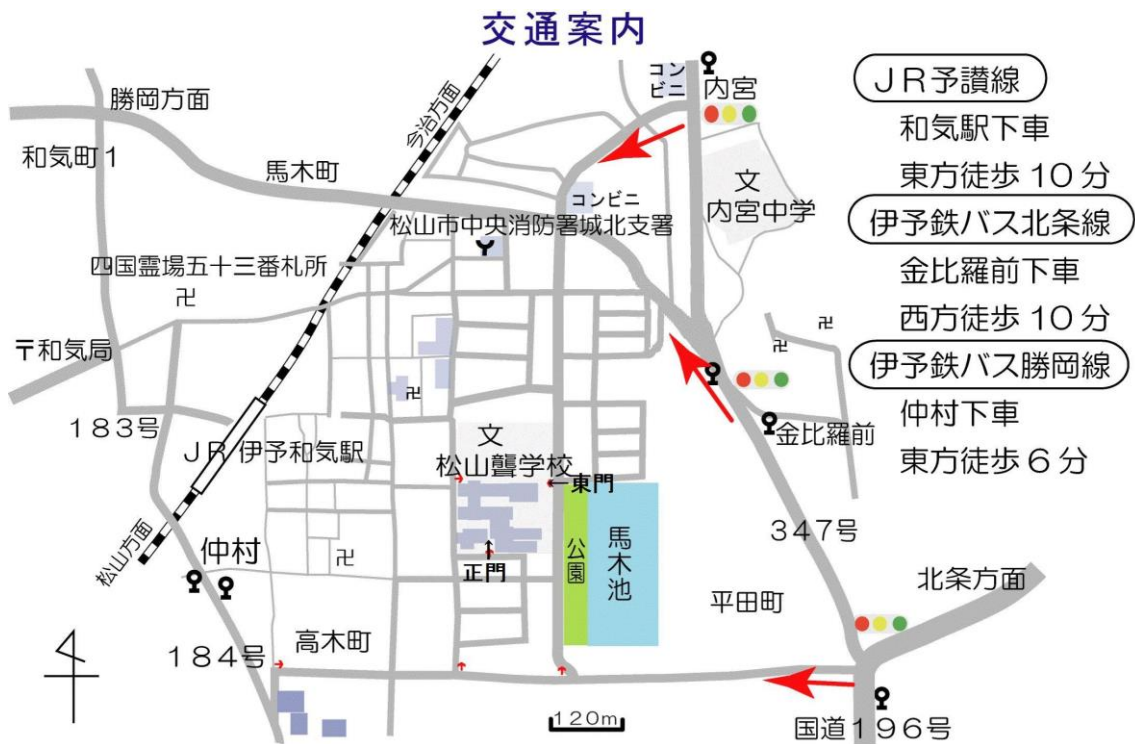 交通案内
コン
ビニ
内宮
勝岡方面
今治方面
和気町1
馬木町
文
内宮中学
コンビニ
松山市中央消防署城北支署
四国霊場五十三番札所
卍
卍
卍
〒和気局
183号
卍
金比羅前
JR 伊予和気駅
文
松山聾学校
←東門
347号
松山方面
仲村
卍
↑
正門
公園
馬木池
平田町
北条方面
184号
高木町
120m
国道196号
JR予讃線
和気駅下車
東方徒歩10分
伊予鉄バス北条線
金比羅前下車
西方徒歩10分
伊予鉄バス勝岡線
仲村下車
東方徒歩6分